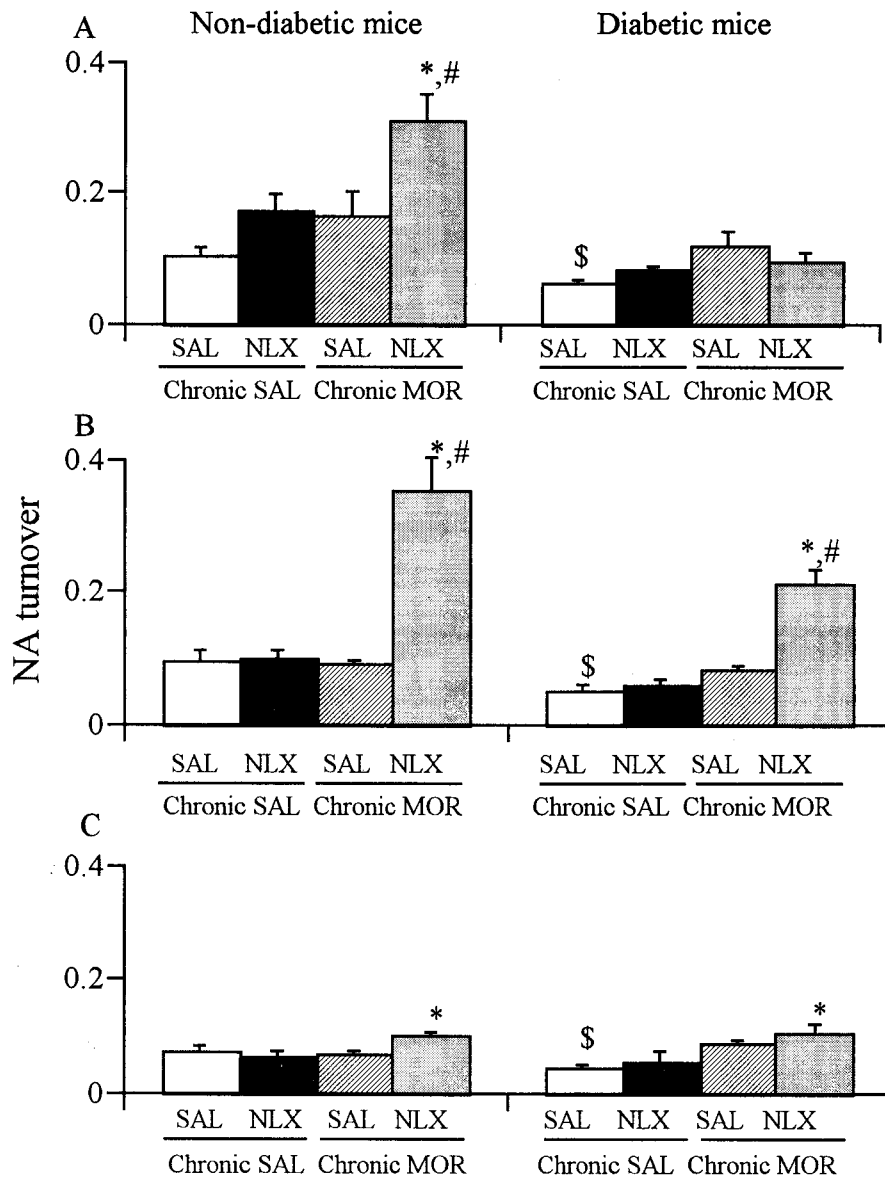 A
Non-diabetic mice Diabetic mice
0.4
*,#
0.2
$
0
SAL NLX SAL NLX SAL NLX SAL NLX
Chronic SAL Chronic MOR Chronic SAL Chronic MOR
B
0.4
*,#
*,#
0.2
$
0
NA turnover
SAL NLX SAL NLX SAL NLX SAL NLX
Chronic SAL Chronic MOR Chronic SAL Chronic MOR
C
0.4
0.2
* $ *
0
SAL NLX SAL NLX SAL NLX SAL NLX
Chronic SAL Chronic MOR Chronic SAL Chronic MOR